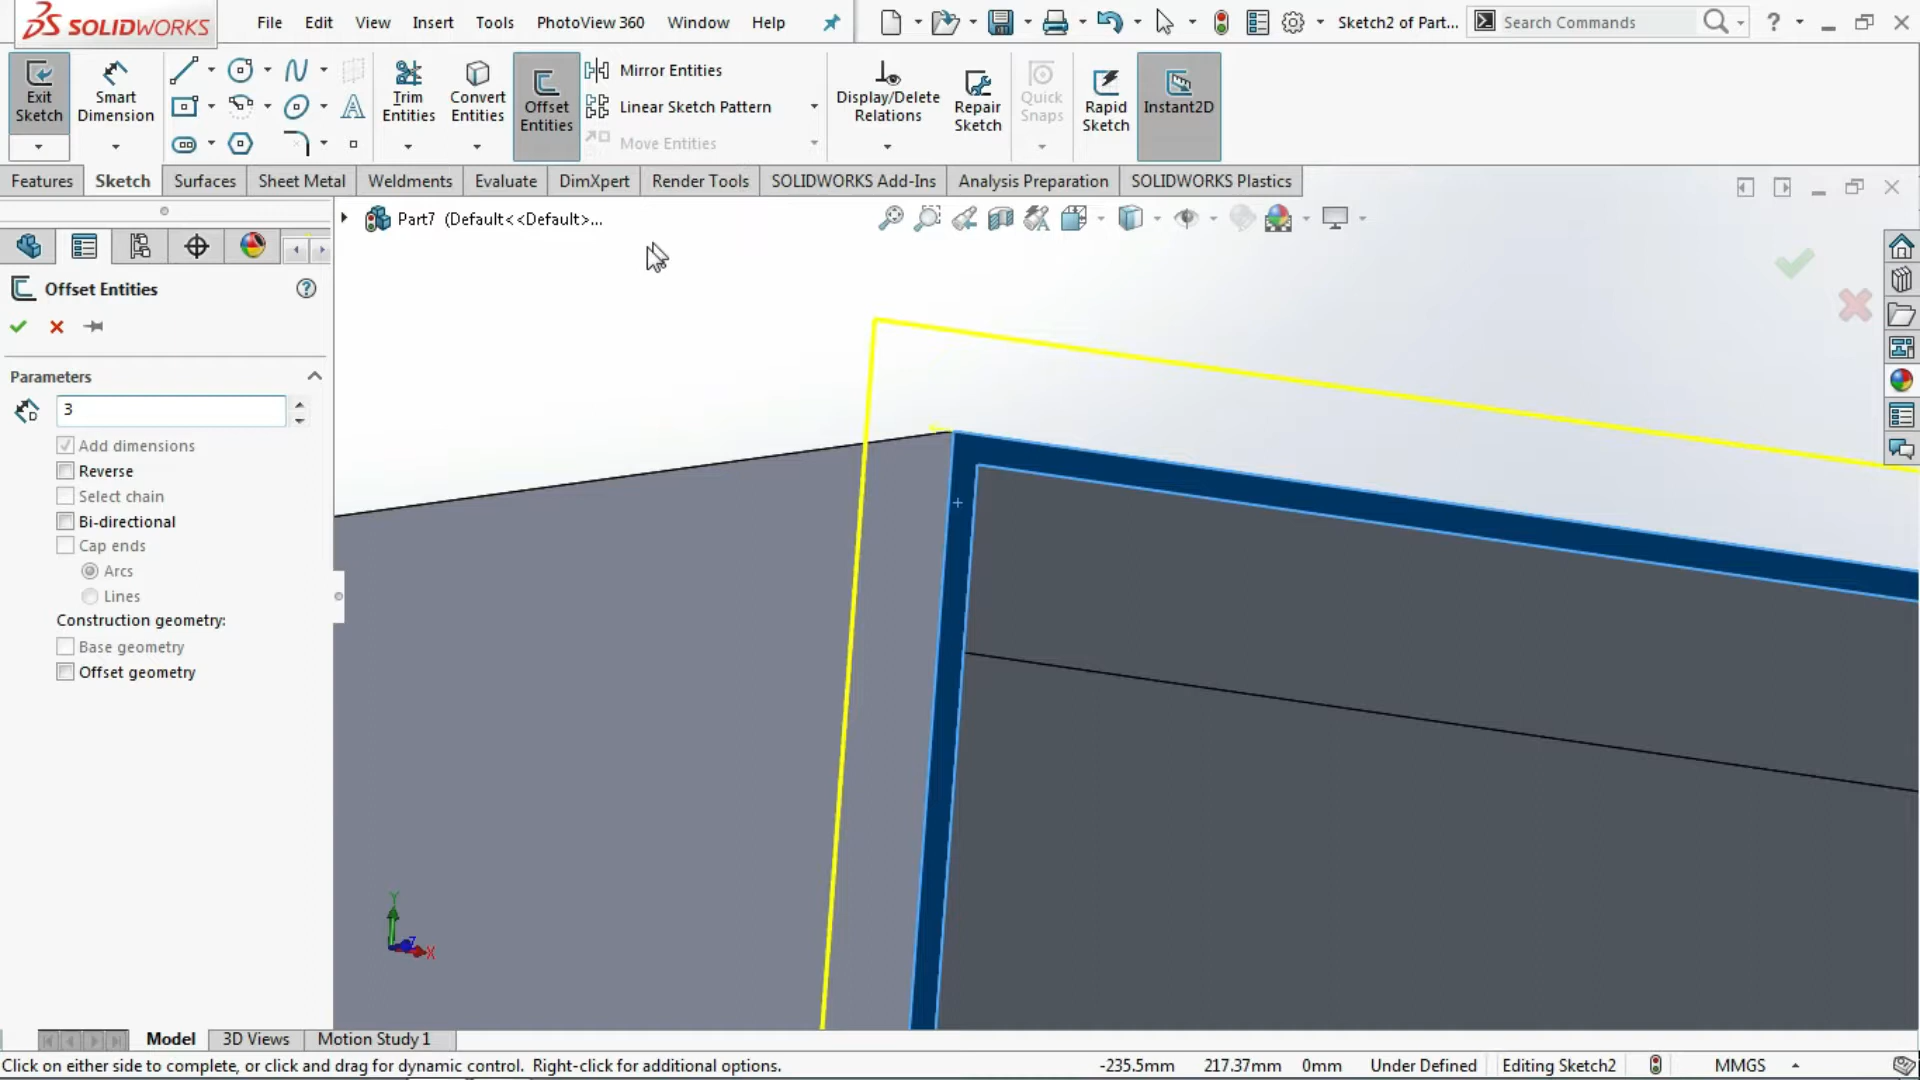 SOLIDWORKS
File Edit View Insert Tools PhotoView 360 Window Help
Sketch2 of Part...
Search Commands
Exit Sketch
Smart Dimension
Trim Entities
Convert Entities
Offset Entities
Mirror Entities
Linear Sketch Pattern
Move Entities
Display/Delete Relations
Repair Sketch
Quick Snaps
Rapid Sketch
Instant2D
Features Sketch Surfaces Sheet Metal Weldments Evaluate DimXpert Render Tools SOLIDWORKS Add-Ins Analysis Preparation SOLIDWORKS Plastics
Part7 (Default<<Default>...
Offset Entities
Parameters
3
Add dimensions
Reverse
Select chain
Bi-directional
Cap ends
Arcs
Lines
Construction geometry:
Base geometry
Offset geometry
Y
Z
X
Model 3D Views Motion Study 1
Click on either side to complete, or click and drag for dynamic control. Right-click for additional options.
-235.5mm 217.37mm 0mm Under Defined Editing Sketch2 MMGS